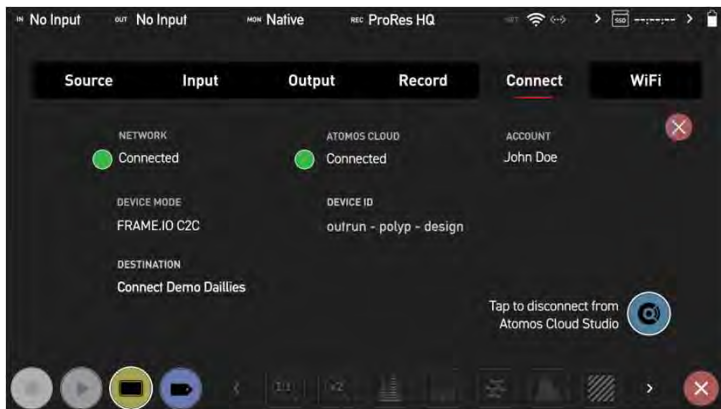 IN No Input OUT No Input MON Native REC ProRes HQ NET SSD --:--:--
Source Input Output Record Connect WiFi
NETWORK ATOMOS CLOUD ACCOUNT
Connected Connected John Doe
DEVICE MODE DEVICE ID
FRAME.IO C2C outrun - polyp - design
DESTINATION
Connect Demo Daillies
Tap to disconnect from
Atomos Cloud Studio
1:1 x2